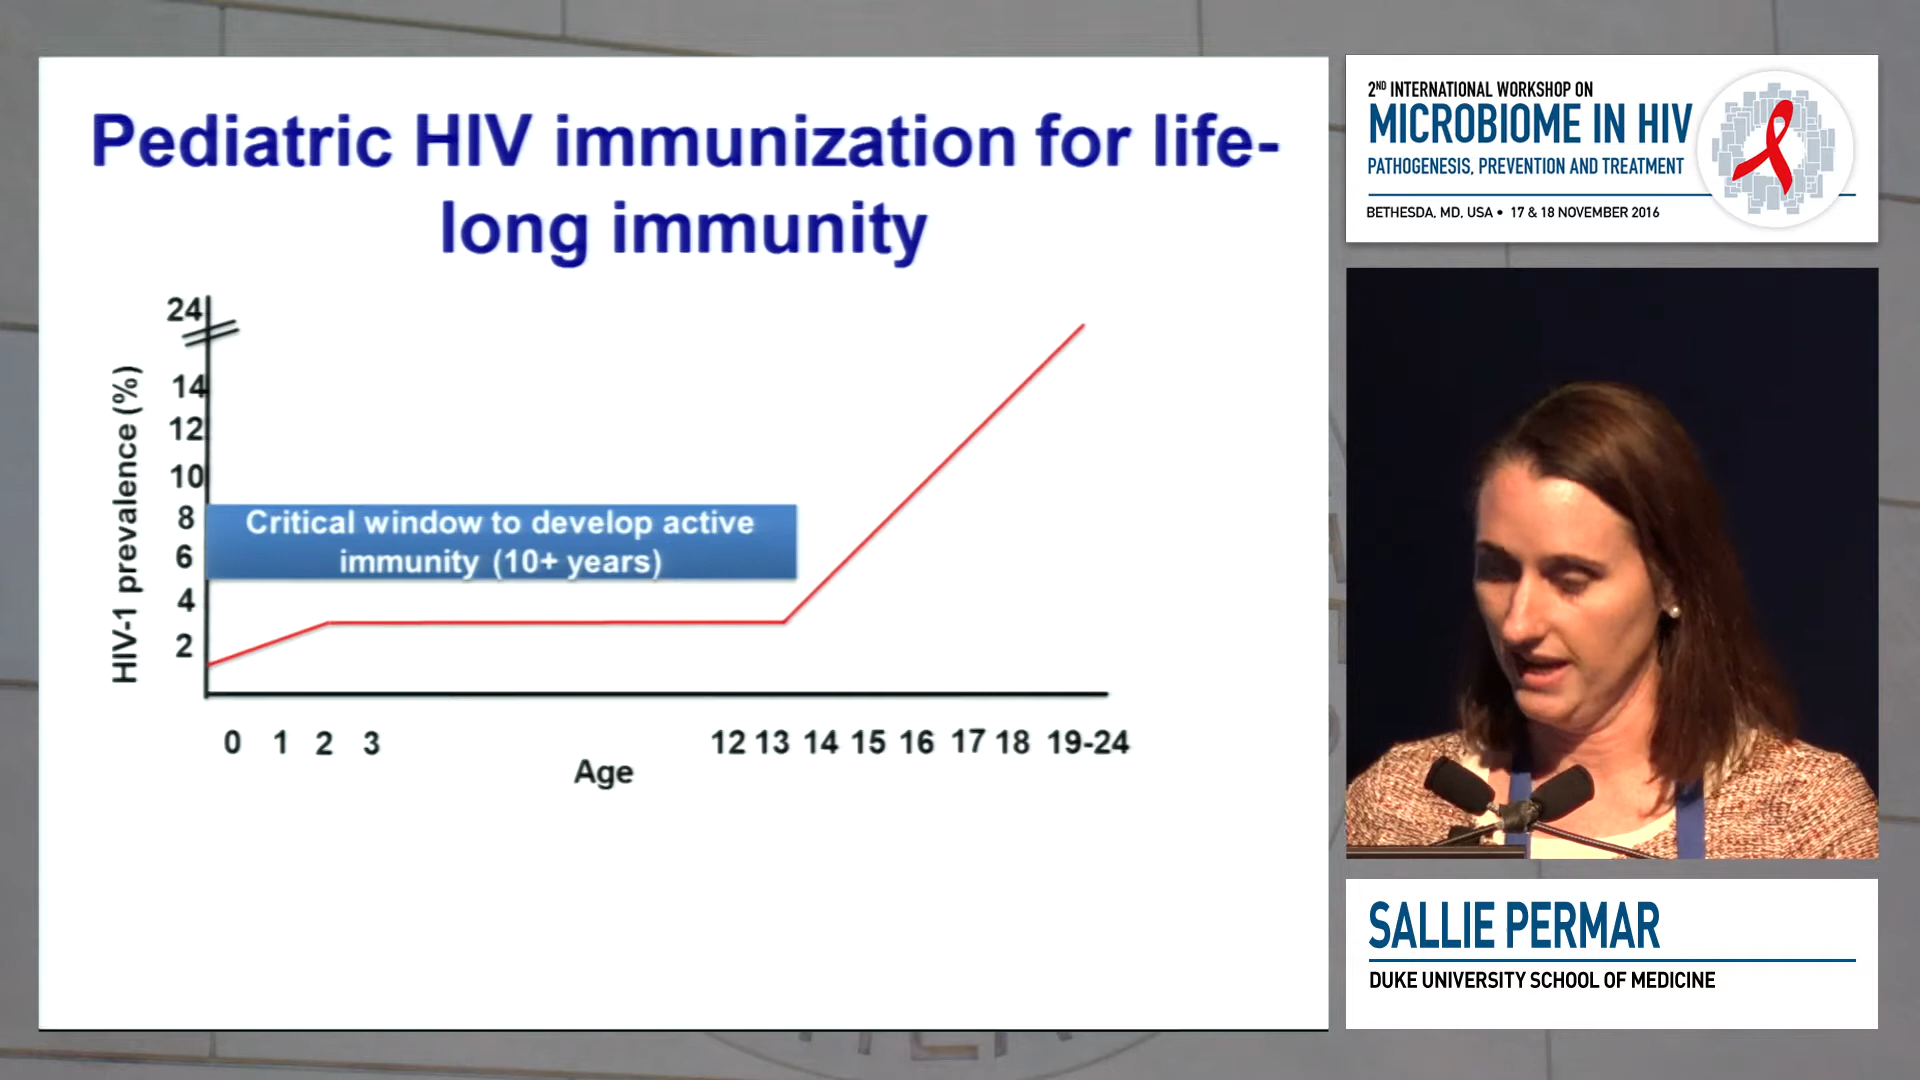 Pediatric HIV immunization for life-
long immunity
24
14
12
10
8
6
4
2
HIV-1 prevalence (%)
Critical window to develop active
immunity (10+ years)
0 1 2 3 12 13 14 15 16 17 18 19-24
Age
2ND INTERNATIONAL WORKSHOP ON
MICROBIOME IN HIV
PATHOGENESIS, PREVENTION AND TREATMENT
BETHESDA, MD, USA • 17 & 18 NOVEMBER 2016
SALLIE PERMAR
DUKE UNIVERSITY SCHOOL OF MEDICINE